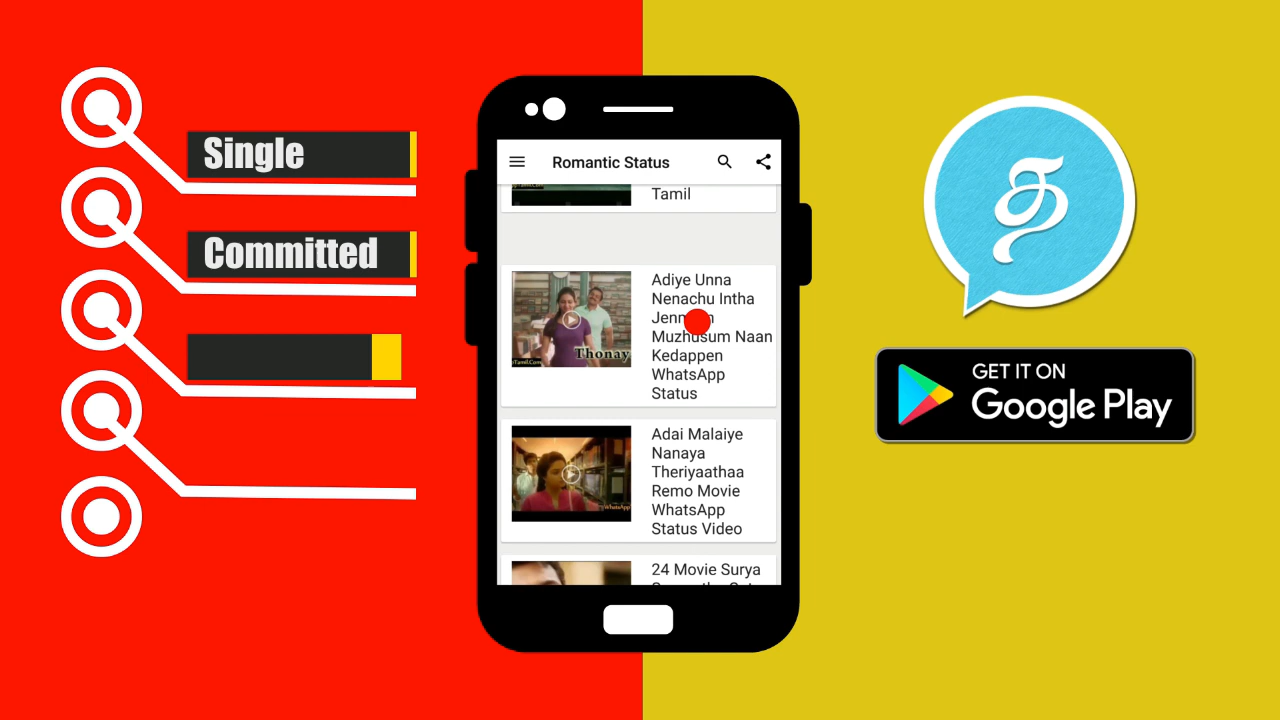 Single
Committed
Romantic Status
Tamil
Adiye Unna
Nenachu Intha
Muzhusum Naan
Kedappen
WhatsApp
Status
Thonay
Adai Malaiye
Nanaya
Theriyaathaa
Remo Movie
WhatsApp
Status Video
WhatsApp
24 Movie Surya
த
GET IT ON
Google Play